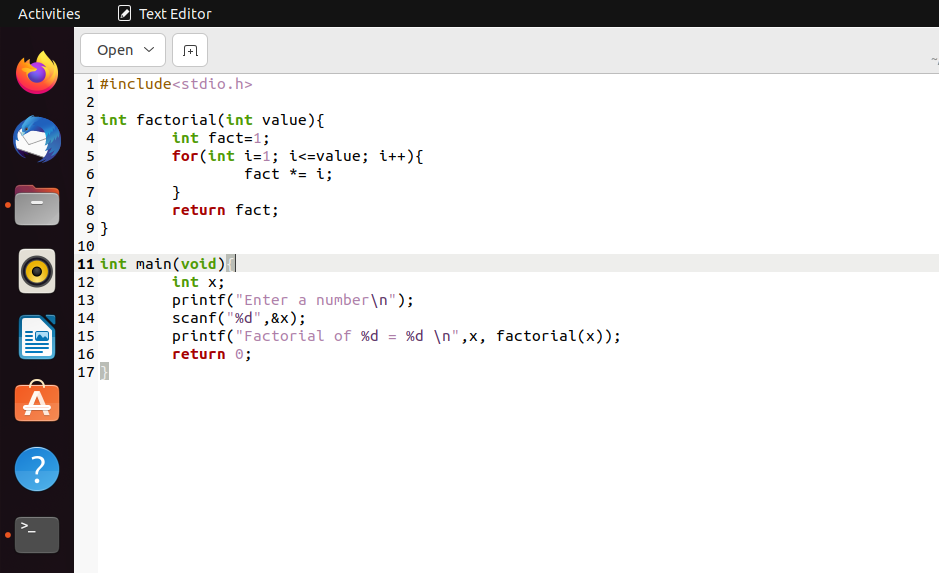 Activities Text Editor
Open
1 #include<stdio.h>
2
3 int factorial(int value){
4         int fact=1;
5         for(int i=1; i<=value; i++){
6                 fact *= i;
7         }
8         return fact;
9 }
10
11 int main(void){
12         int x;
13         printf("Enter a number\n");
14         scanf("%d",&x);
15         printf("Factorial of %d = %d \n",x, factorial(x));
16         return 0;
17 }